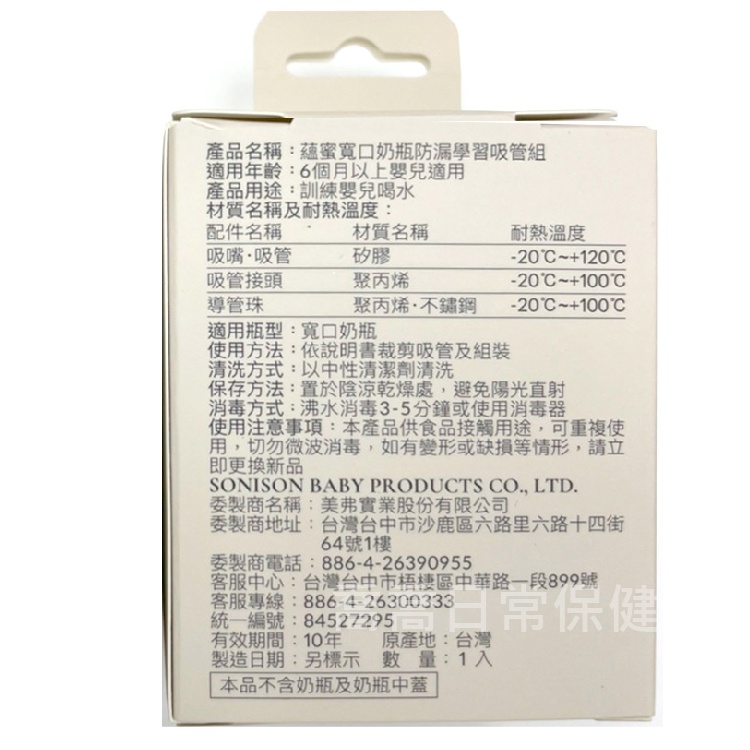 產品名稱：蘊蜜寬口奶瓶防漏學習吸管組
適用年齡：6個月以上嬰兒適用
產品用途：訓練嬰兒喝水
材質名稱及耐熱溫度：
配件名稱 材質名稱 耐熱溫度
吸嘴·吸管 矽膠 -20℃~+120℃
吸管接頭 聚丙烯 -20℃~+100℃
導管珠 聚丙烯·不鏽鋼 -20℃~+100℃
適用瓶型：寬口奶瓶
使用方法：依說明書裁剪吸管及組裝
清洗方式：以中性清潔劑清洗
保存方法：置於陰涼乾燥處，避免陽光直射
消毒方式：沸水消毒3-5分鐘或使用消毒器
使用注意事項：本產品供食品接觸用途，可重複使
用，切勿微波消毒，如有變形或缺損等情形，請立
即更換新品
SONISON BABY PRODUCTS CO., LTD.
委製商名稱：美弗實業股份有限公司
委製商地址：台灣台中市沙鹿區六路里六路十四街
64號1樓
委製商電話：886-4-26390955
客服中心：台灣台中市梧棲區中華路一段899號
客服專線：886-4-26300333
統一編號：84527295
有效期間：10年 原產地：台灣
製造日期：另標示 數量：1入
本品不含奶瓶及奶瓶中蓋
日常保健